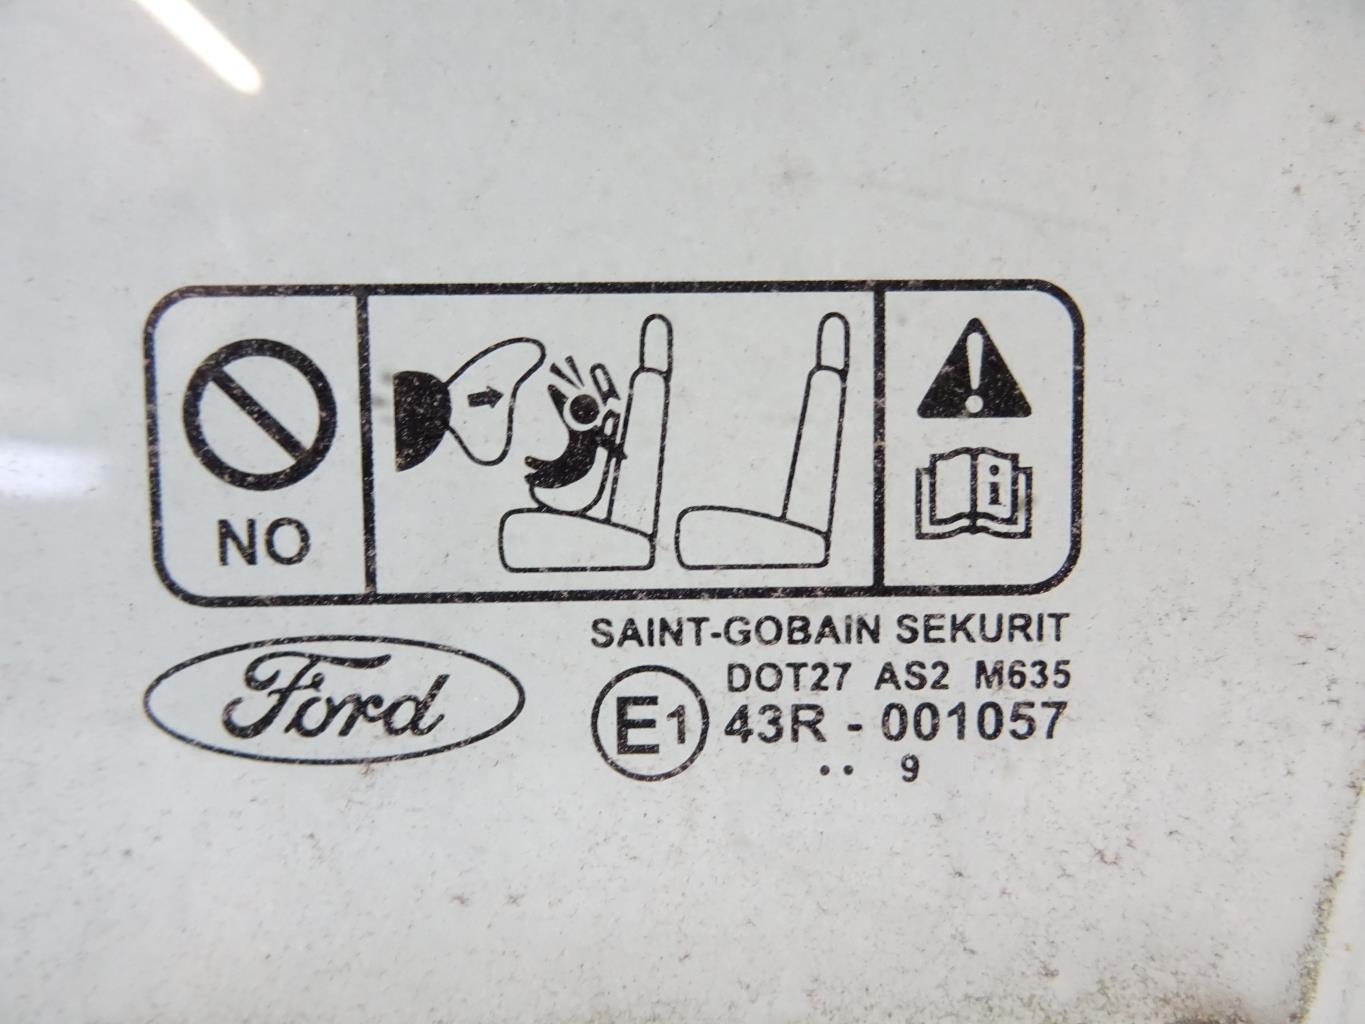 NO
i
Ford
SAINT-GOBAIN SEKURIT
DOT27 AS2 M635
E1 43R - 001057
.. 9